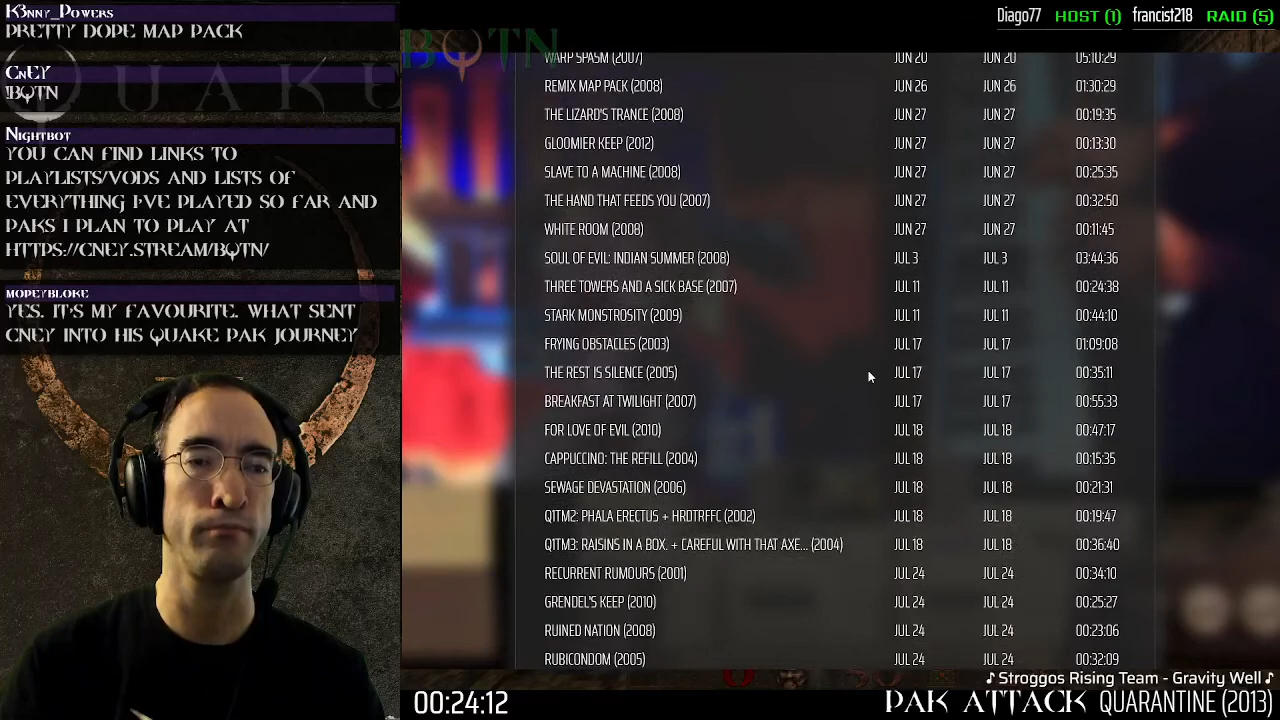 K3nny_Powers
PRETTY DOPE MAP PACK
CnEY
!BQTN
Nightbot
YOU CAN FIND LINKS TO
PLAYLISTS/VODS AND LISTS OF
EVERYTHING I'VE PLAYED SO FAR AND
PAKS I PLAN TO PLAY AT
HTTPS://CNEY.STREAM/BQTN/
mopeybloke
YES. IT'S MY FAVOURITE. WHAT SENT
CNEY INTO HIS QUAKE PAK JOURNEY
QUAKE
Diago77 HOST (1) francist218 RAID (5)
BQTN
WARP SPASM (2007) JUN 20 JUN 20 05:10:29
REMIX MAP PACK (2008) JUN 26 JUN 26 01:30:29
THE LIZARD'S TRANCE (2008) JUN 27 JUN 27 00:19:35
GLOOMIER KEEP (2012) JUN 27 JUN 27 00:13:30
SLAVE TO A MACHINE (2008) JUN 27 JUN 27 00:25:35
THE HAND THAT FEEDS YOU (2007) JUN 27 JUN 27 00:32:50
WHITE ROOM (2008) JUN 27 JUN 27 00:11:45
SOUL OF EVIL: INDIAN SUMMER (2008) JUL 3 JUL 3 03:44:36
THREE TOWERS AND A SICK BASE (2007) JUL 11 JUL 11 00:24:38
STARK MONSTROSITY (2009) JUL 11 JUL 11 00:44:10
FRYING OBSTACLES (2003) JUL 17 JUL 17 01:09:08
THE REST IS SILENCE (2005) JUL 17 JUL 17 00:35:11
BREAKFAST AT TWILIGHT (2007) JUL 17 JUL 17 00:55:33
FOR LOVE OF EVIL (2010) JUL 18 JUL 18 00:47:17
CAPPUCCINO: THE REFILL (2004) JUL 18 JUL 18 00:15:35
SEWAGE DEVASTATION (2006) JUL 18 JUL 18 00:21:31
Q1TM2: PHALA ERECTUS + HRDTRFFC (2002) JUL 18 JUL 18 00:19:47
Q1TM3: RAISINS IN A BOX. + CAREFUL WITH THAT AXE... (2004) JUL 18 JUL 18 00:36:40
RECURRENT RUMOURS (2001) JUL 24 JUL 24 00:34:10
GRENDEL'S KEEP (2010) JUL 24 JUL 24 00:25:27
RUINED NATION (2008) JUL 24 JUL 24 00:23:06
RUBICONDOM (2005) JUL 24 JUL 24 00:32:09
♪ Stroggos Rising Team - Gravity Well ♪
00:24:12
PAK ATTACK QUARANTINE (2013)